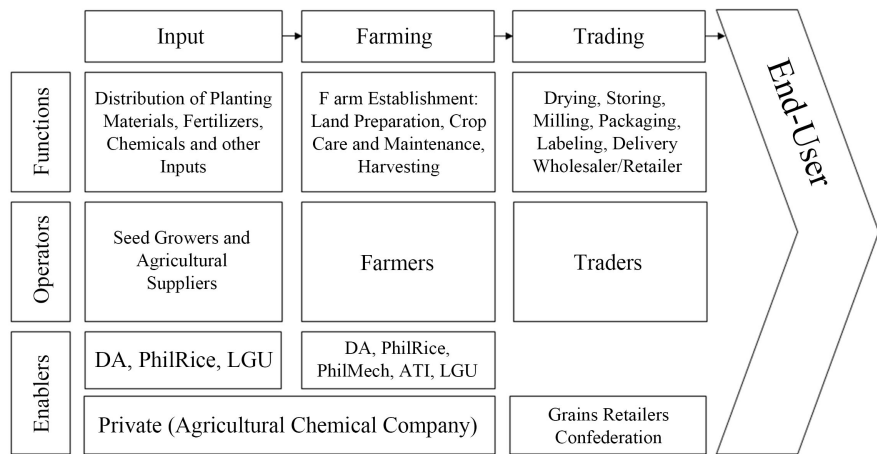 Input
Farming
Trading
End-User
Functions
Distribution of Planting
Materials, Fertilizers,
Chemicals and other
Inputs
F arm Establishment:
Land Preparation, Crop
Care and Maintenance,
Harvesting
Drying, Storing,
Milling, Packaging,
Labeling, Delivery
Wholesaler/Retailer
Operators
Seed Growers and
Agricultural
Suppliers
Farmers
Traders
Enablers
DA, PhilRice, LGU
DA, PhilRice,
PhilMech, ATI, LGU
Private (Agricultural Chemical Company)
Grains Retailers
Confederation